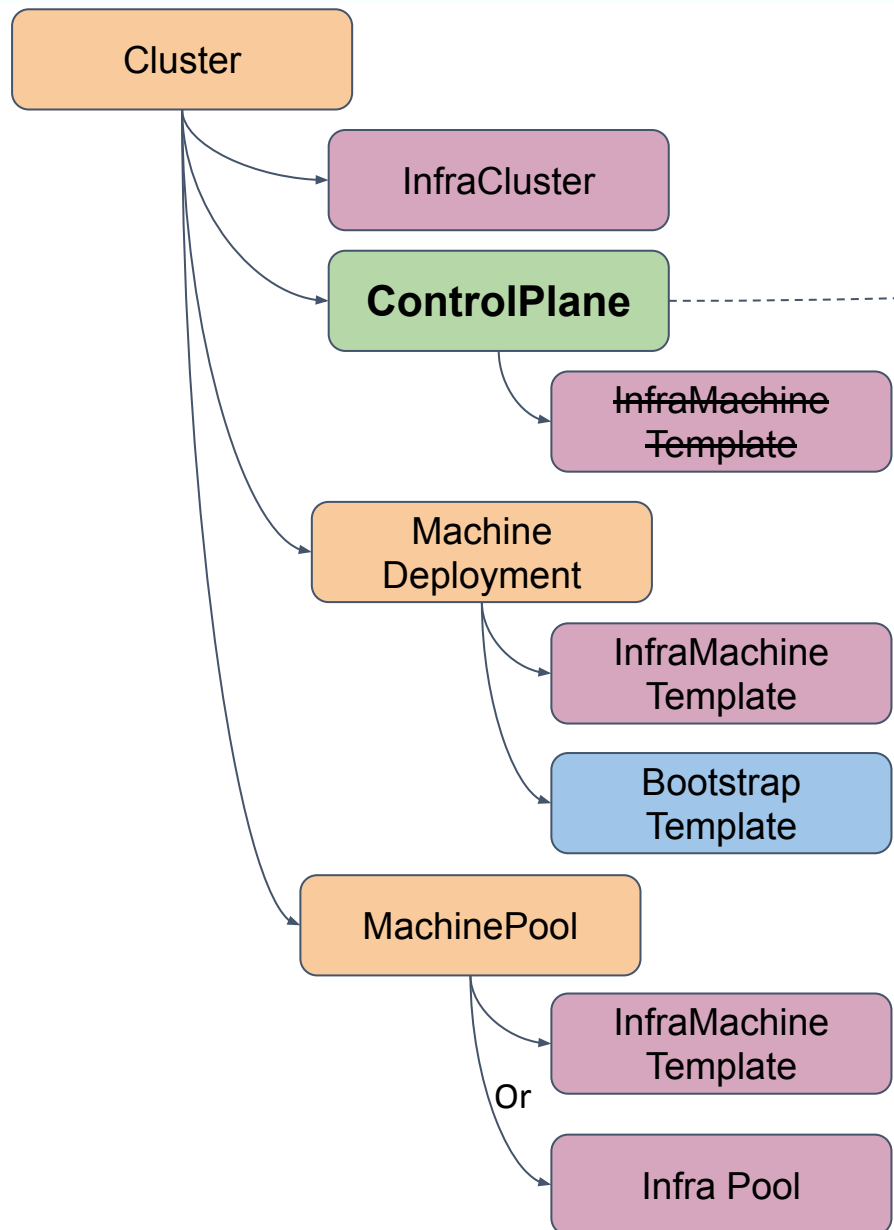 Cluster
InfraCluster
ControlPlane
InfraMachine
Template
Machine
Deployment
InfraMachine
Template
Bootstrap
Template
MachinePool
InfraMachine
Template
Or
Infra Pool